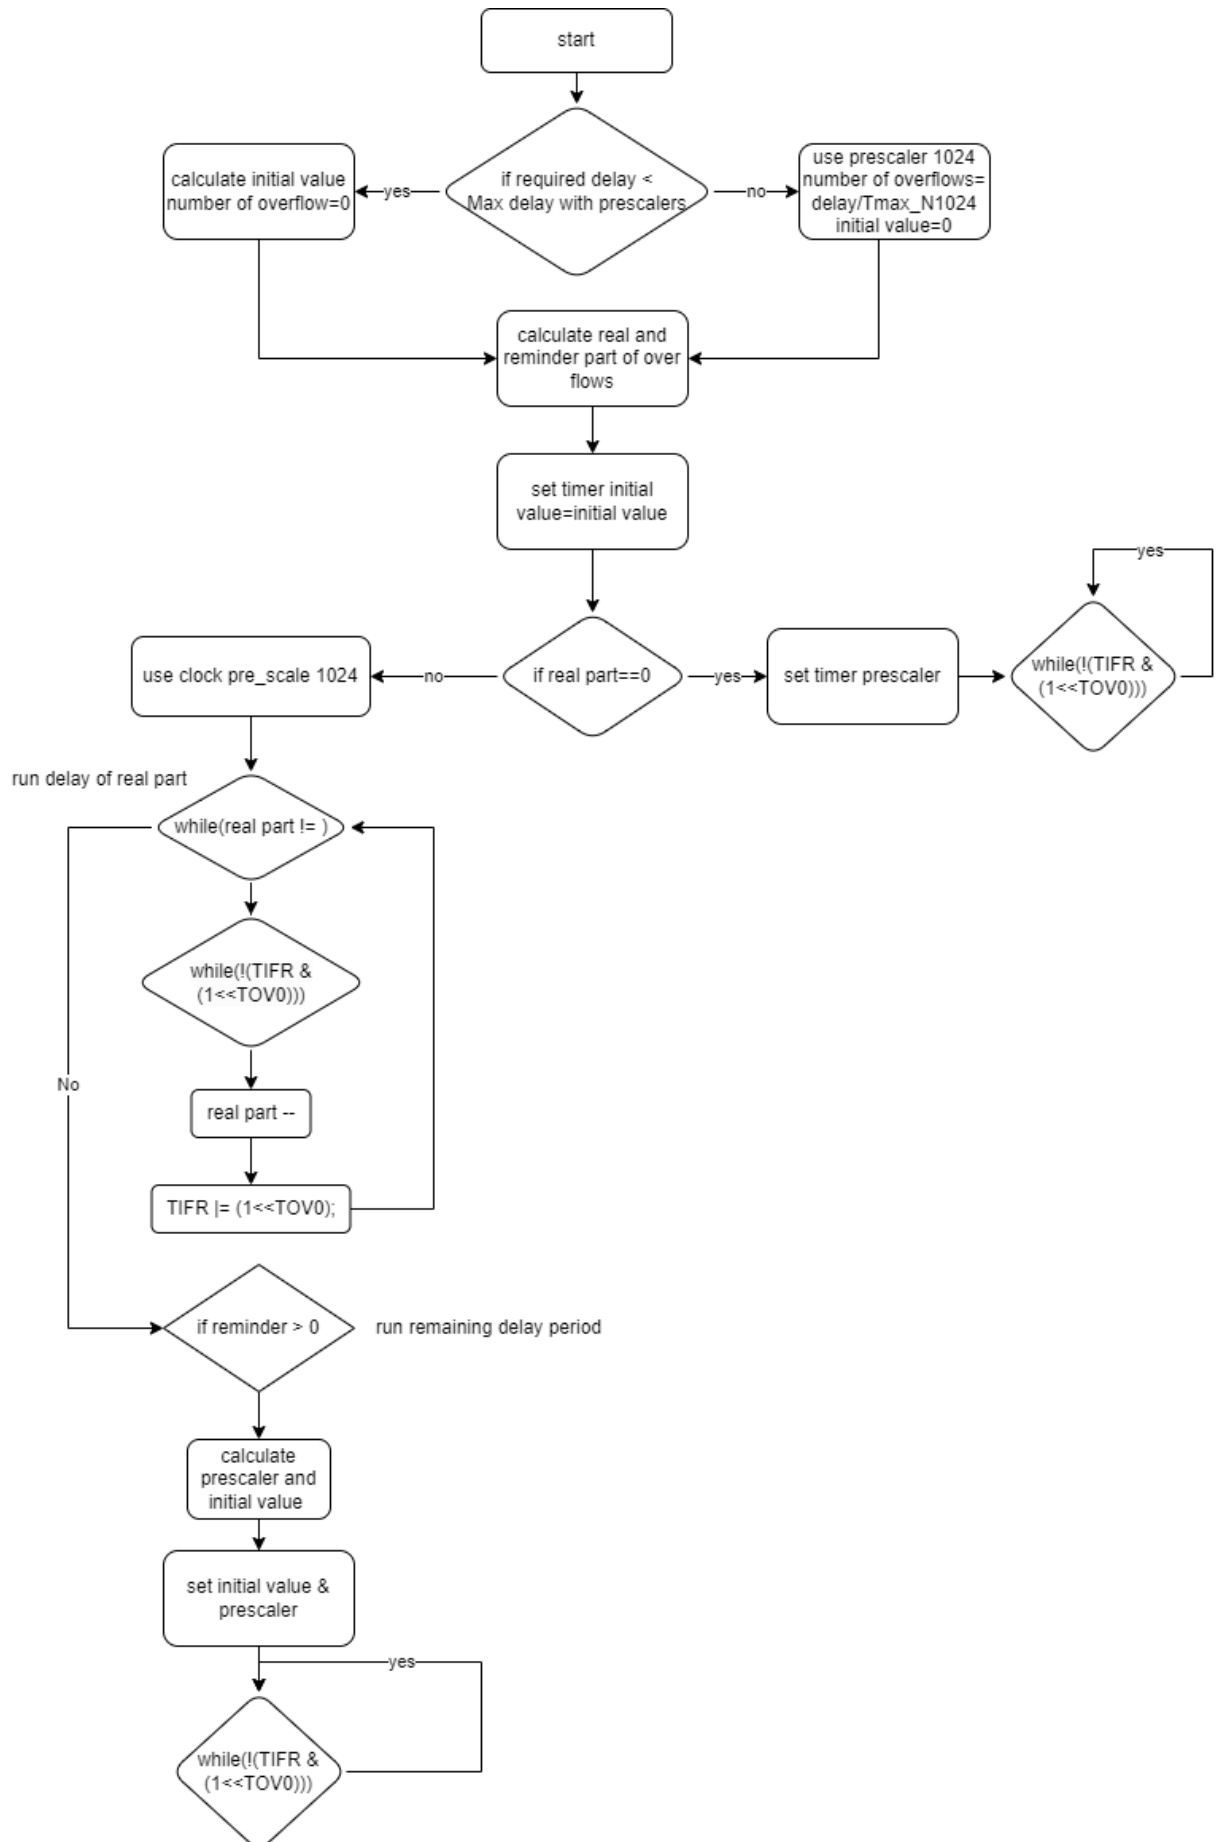 start
if required delay <
Max delay with prescalers
yes
no
calculate initial value
number of overflow=0
use prescaler 1024
number of overflows=
delay/Tmax_N1024
initial value=0
calculate real and
reminder part of over
flows
set timer initial
value=initial value
if real part==0
no
yes
use clock pre_scale 1024
set timer prescaler
while(!(TIFR &
(1<<TOV0)))
yes
run delay of real part
while(real part != )
while(!(TIFR &
(1<<TOV0)))
No
real part --
TIFR |= (1<<TOV0);
if reminder > 0
run remaining delay period
calculate
prescaler and
initial value
set initial value &
prescaler
yes
while(!(TIFR &
(1<<TOV0)))